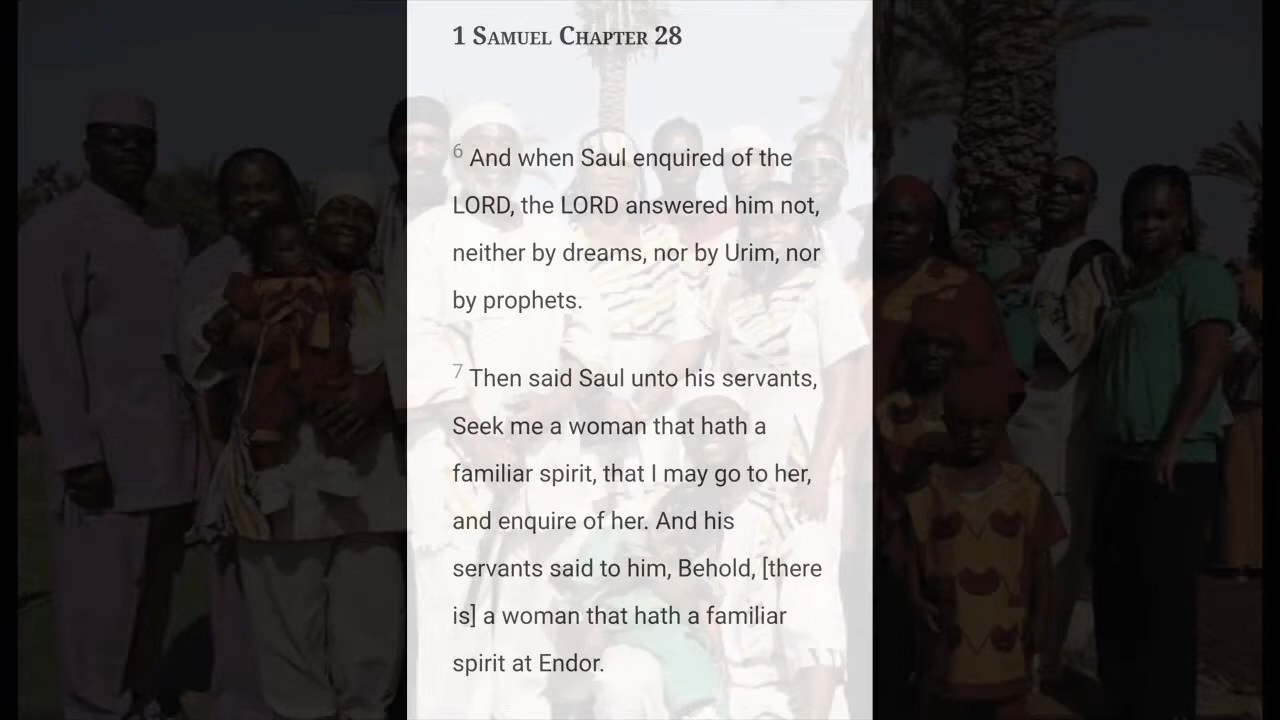 1 Samuel Chapter 28
6 And when Saul enquired of the
LORD, the LORD answered him not,
neither by dreams, nor by Urim, nor
by prophets.
7 Then said Saul unto his servants,
Seek me a woman that hath a
familiar spirit, that I may go to her,
and enquire of her. And his
servants said to him, Behold, [there
is] a woman that hath a familiar
spirit at Endor.